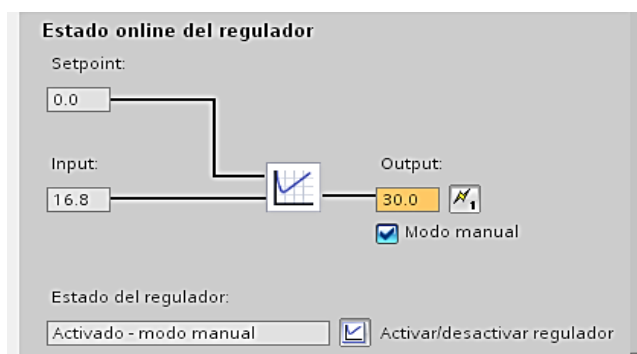 Estado online del regulador
Setpoint:
0.0
Input:
Output:
16.8
30.0
1
Modo manual
Estado del regulador:
Activado - modo manual
Activar/desactivar regulador